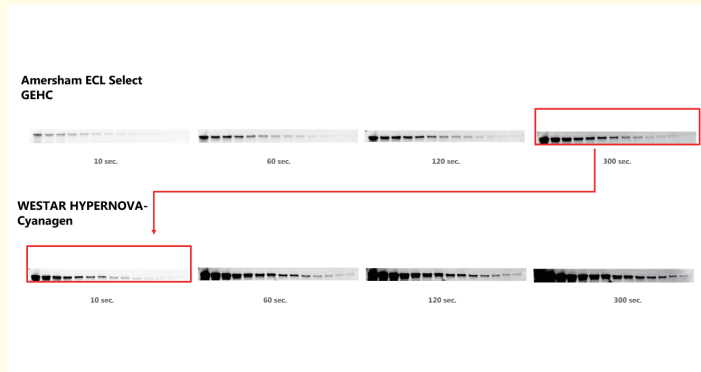 Amersham ECL Select
GEHC
10 sec.
60 sec.
120 sec.
300 sec.
WESTAR HYPERNOVA-
Cyanagen
10 sec.
60 sec.
120 sec.
300 sec.